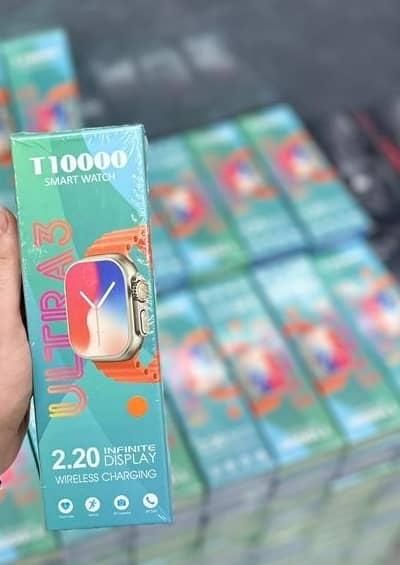 T10000
SMART WATCH
ULTRA3
2.20 INFINITE DISPLAY
WIRELESS CHARGING